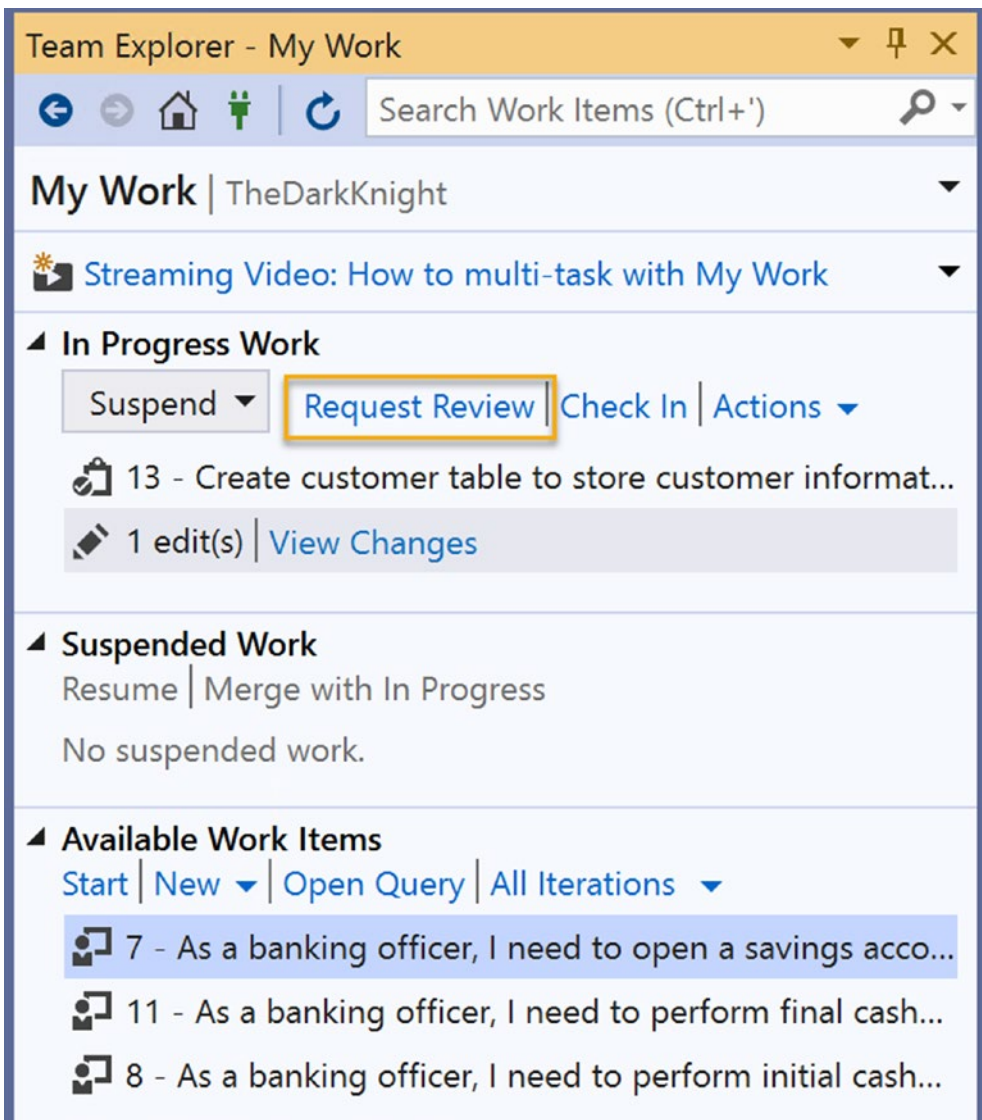 Team Explorer - My Work
Search Work Items (Ctrl+')
My Work | TheDarkKnight
Streaming Video: How to multi-task with My Work
In Progress Work
Suspend Request Review | Check In | Actions
13 - Create customer table to store customer informat...
1 edit(s) | View Changes
Suspended Work
Resume | Merge with In Progress
No suspended work.
Available Work Items
Start | New | Open Query | All Iterations
7 - As a banking officer, I need to open a savings acco...
11 - As a banking officer, I need to perform final cash...
8 - As a banking officer, I need to perform initial cash...